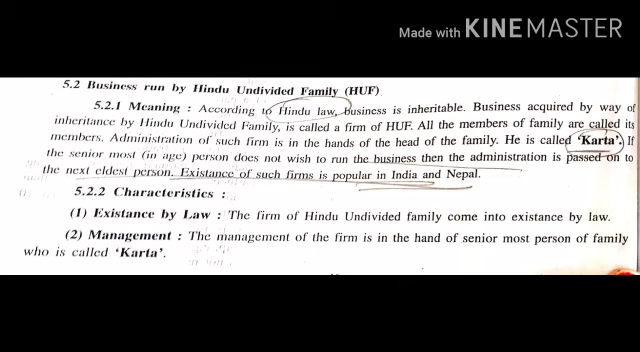 Made with KINEMASTER
5.2 Business run by Hindu Undivided Family (HUF)
5.2.1 Meaning : According to Hindu law, business is inheritable. Business acquired by way of
inheritance by Hindu Undivided Family, is called a firm of HUF. All the members of family are called its
members. Administration of such firm is in the hands of the head of the family. He is called 'Karta'. If
the senior most (in age) person does not wish to run the business then the administration is passed on to
the next eldest person. Existance of such firms is popular in India and Nepal.
5.2.2 Characteristics :
(1) Existance by Law : The firm of Hindu Undivided family come into existance by law.
(2) Management : The management of the firm is in the hand of senior most person of family
who is called 'Karta'.